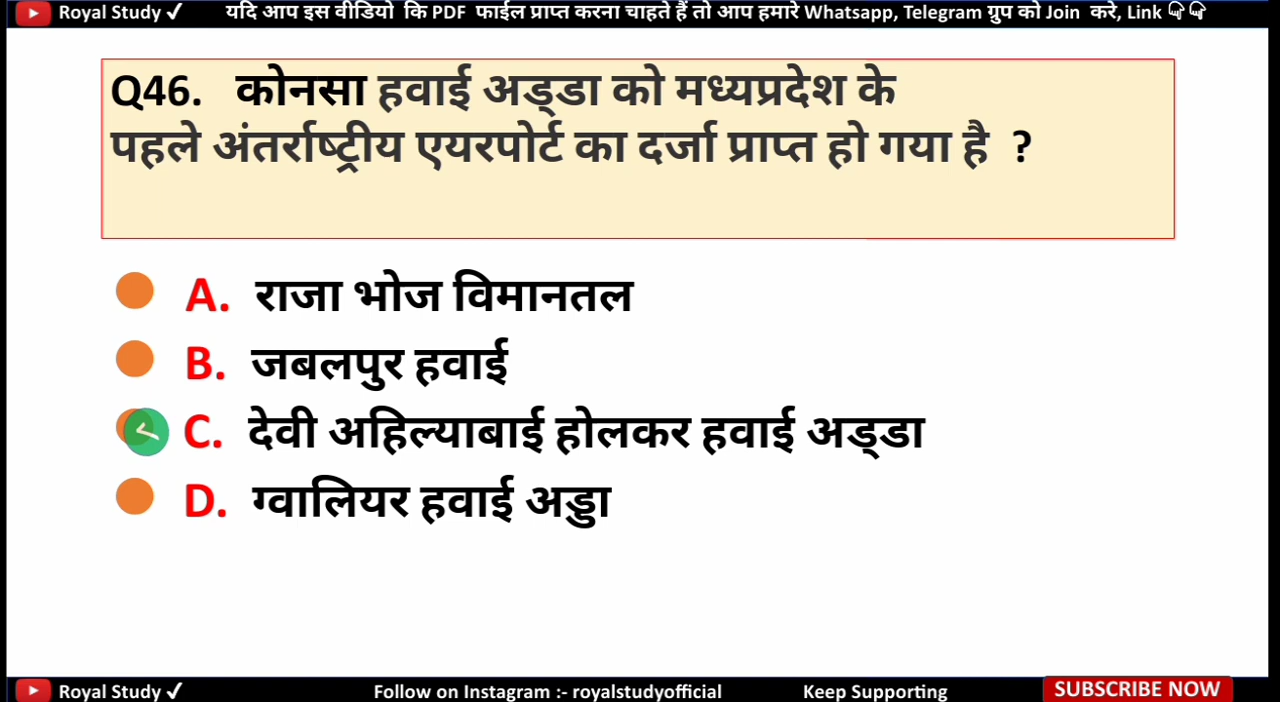 Royal Study ✓ यदि आप इस वीडियो कि PDF फाईल प्राप्त करना चाहते हैं तो आप हमारे Whatsapp, Telegram ग्रुप को Join करे, Link 👇👇
Q46. कोनसा हवाई अड्डा को मध्यप्रदेश के
पहले अंतर्राष्ट्रीय एयरपोर्ट का दर्जा प्राप्त हो गया है ?
A. राजा भोज विमानतल
B. जबलपुर हवाई
C. देवी अहिल्याबाई होलकर हवाई अड्डा
D. ग्वालियर हवाई अड्डा
Royal Study ✓ Follow on Instagram :- royalstudyofficial Keep Supporting SUBSCRIBE NOW